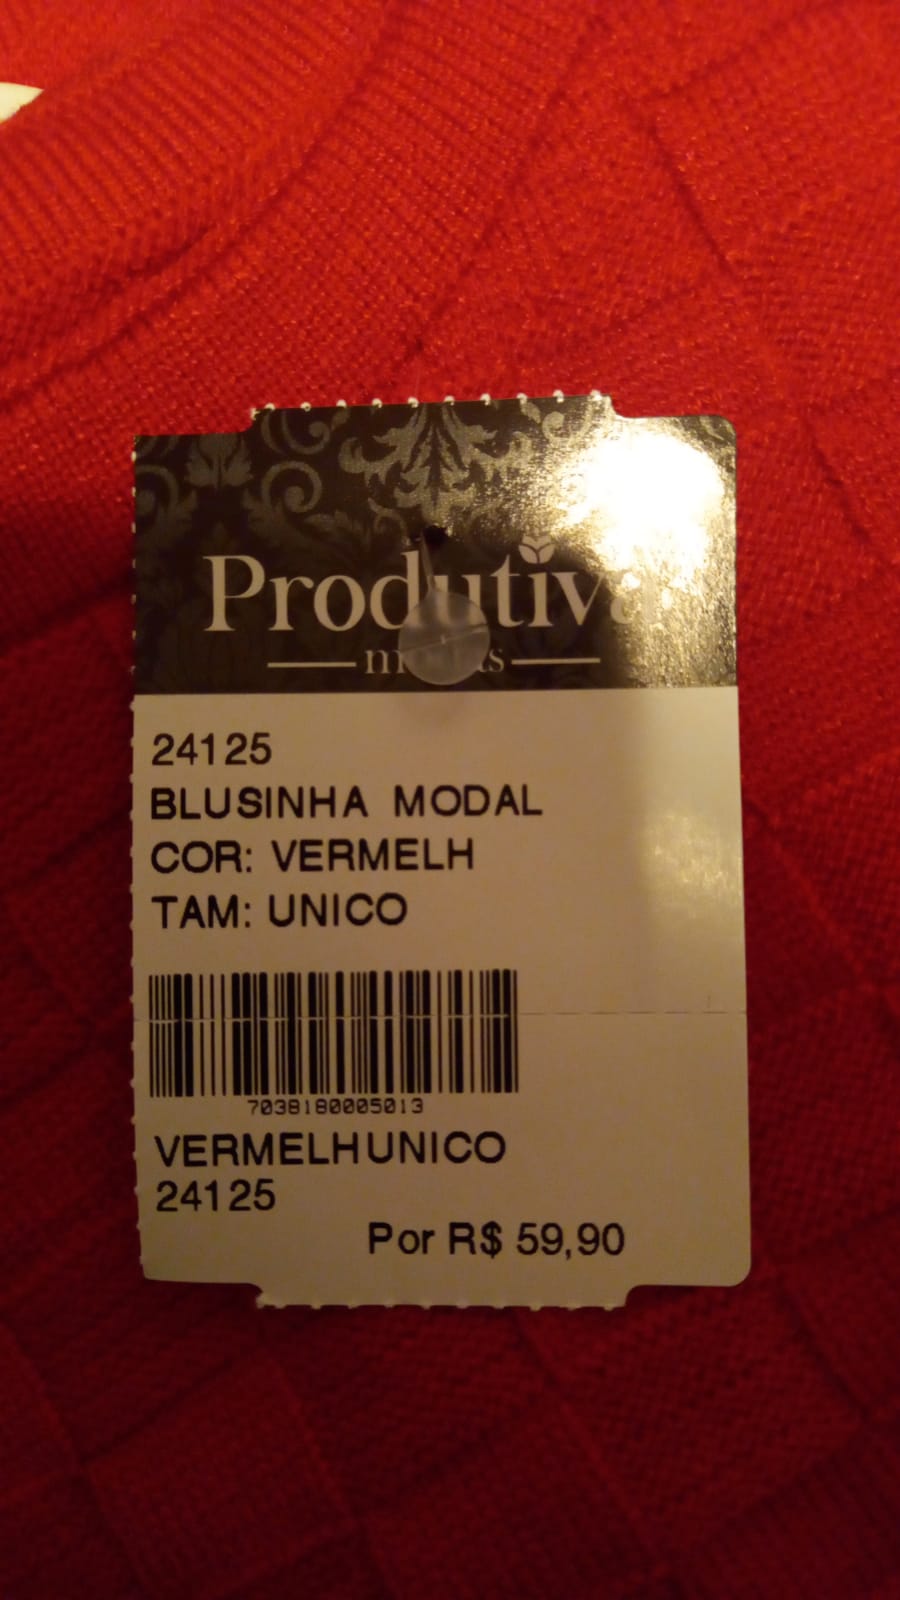 Produtiva
24125
BLUSINHA MODAL
COR: VERMELH
TAM: UNICO
7038180005013
VERMELHUNICO
24125
Por R$ 59,90